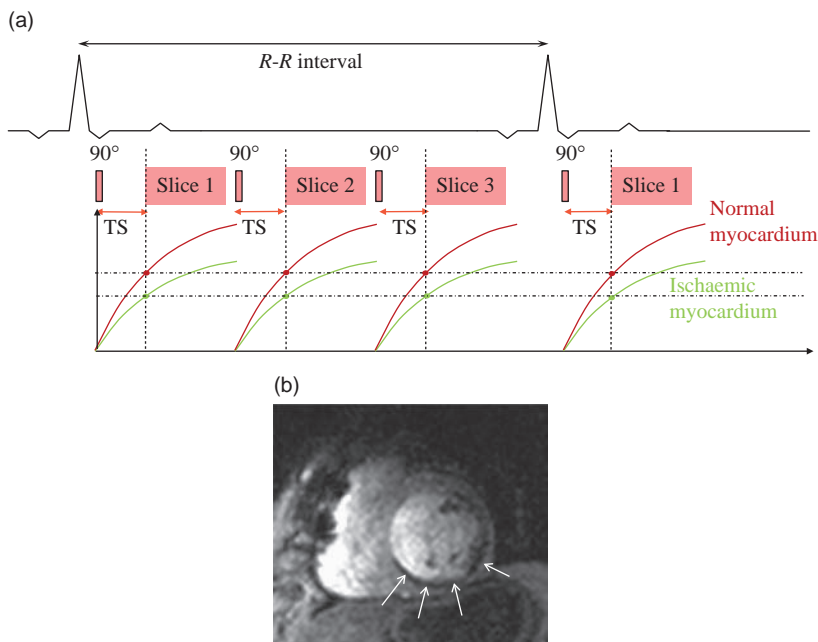 (a)
R-R interval
90° 90° 90° 90°
Slice 1 Slice 2 Slice 3 Slice 1
TS TS TS TS
Normal
myocardium
Ischaemic
myocardium
(b)